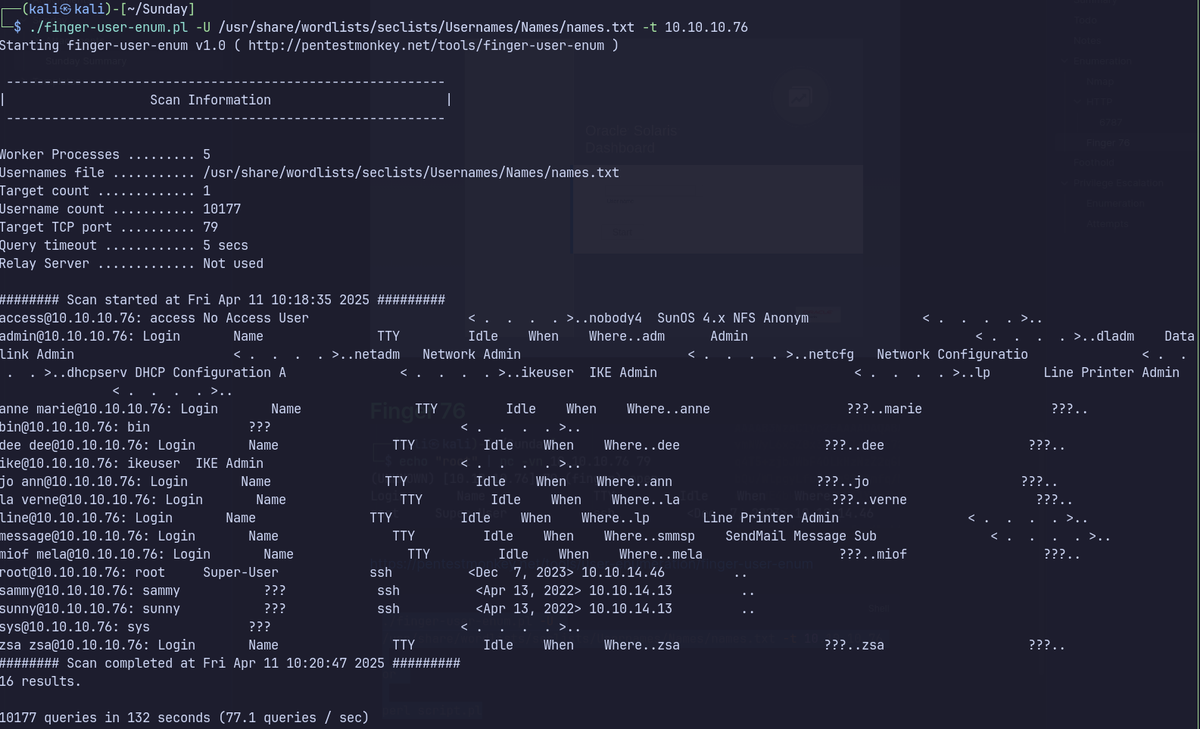 (kali㉿kali)-[~/Sunday]
$ ./finger-user-enum.pl -U /usr/share/wordlists/seclists/Usernames/Names/names.txt -t 10.10.10.76
Starting finger-user-enum v1.0 ( http://pentestmonkey.net/tools/finger-user-enum )
----------------------------------------------------------
|                   Scan Information                       |
----------------------------------------------------------
Worker Processes ......... 5
Usernames file ........... /usr/share/wordlists/seclists/Usernames/Names/names.txt
Target count ............. 1
Username count ........... 10177
Target TCP port .......... 79
Query timeout ............ 5 secs
Relay Server ............. Not used
######## Scan started at Fri Apr 11 10:18:35 2025 #########
access@10.10.10.76: access No Access User                     < .  .  .  . >..nobody4  SunOS 4.x NFS Anonym               < .  .  .  . >..
admin@10.10.10.76: Login       Name               TTY         Idle    When    Where..adm      Admin                              < .  .  .  . >..dladm    Data
link Admin                     < .  .  .  . >..netadm   Network Admin                      < .  .  .  . >..netcfg   Network Configuratio               < .  .
.  . >..dhcpserv DHCP Configuration A               < .  .  .  . >..ikeuser  IKE Admin                          < .  .  .  . >..lp       Line Printer Admin
               < .  .  .  . >..
anne marie@10.10.10.76: Login       Name               TTY         Idle    When    Where..anne                  ???..marie                 ???..
bin@10.10.10.76: bin             ???                         < .  .  .  . >..
dee dee@10.10.10.76: Login       Name               TTY         Idle    When    Where..dee                   ???..dee                   ???..
ike@10.10.10.76: ikeuser  IKE Admin                          < .  .  .  . >..
jo ann@10.10.10.76: Login       Name               TTY         Idle    When    Where..ann                   ???..jo                    ???..
la verne@10.10.10.76: Login       Name               TTY         Idle    When    Where..la                    ???..verne                 ???..
line@10.10.10.76: Login       Name               TTY         Idle    When    Where..lp       Line Printer Admin                 < .  .  .  . >..
message@10.10.10.76: Login       Name               TTY         Idle    When    Where..smmsp    SendMail Message Sub               < .  .  .  . >..
miof mela@10.10.10.76: Login       Name               TTY         Idle    When    Where..mela                  ???..miof                  ???..
root@10.10.10.76: root     Super-User            ssh          <Dec  7, 2023> 10.10.14.46         ..
sammy@10.10.10.76: sammy           ???            ssh          <Apr 13, 2022> 10.10.14.13         ..
sunny@10.10.10.76: sunny           ???            ssh          <Apr 13, 2022> 10.10.14.13         ..
sys@10.10.10.76: sys             ???                         < .  .  .  . >..
zsa zsa@10.10.10.76: Login       Name               TTY         Idle    When    Where..zsa                   ???..zsa                   ???..
######## Scan completed at Fri Apr 11 10:20:47 2025 #########
16 results.
10177 queries in 132 seconds (77.1 queries / sec)
Oracle Solaris
Dashboard
Finger 76